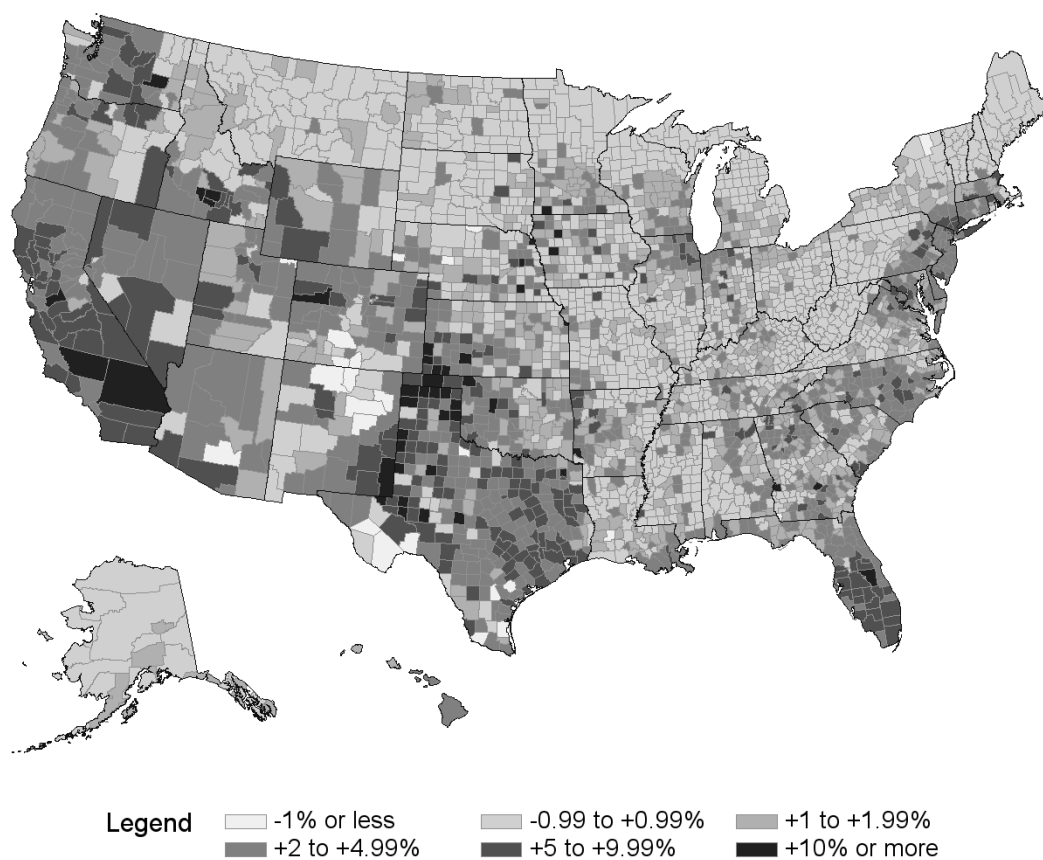 Legend -1% or less -0.99 to +0.99% +1 to +1.99%
+2 to +4.99% +5 to +9.99% +10% or more